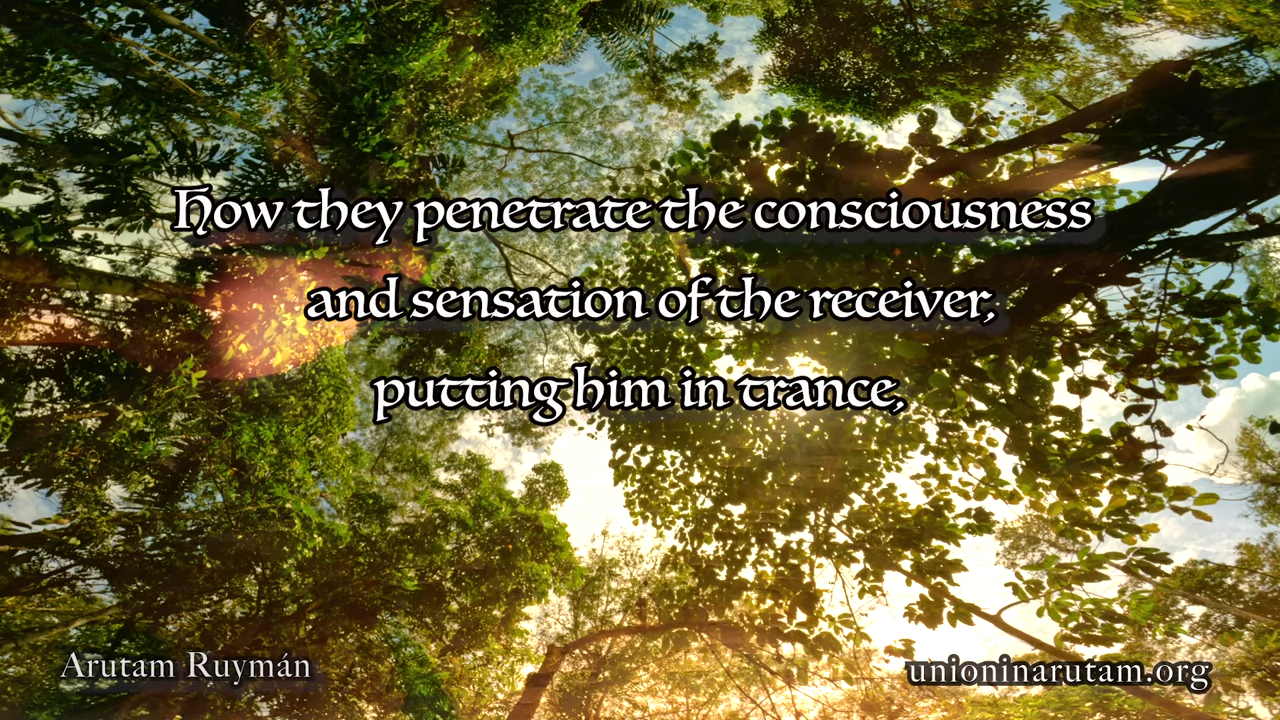 How they penetrate the consciousness
and sensation of the receiver,
putting him in trance,
Arutam Ruymán
unioninarutam.org